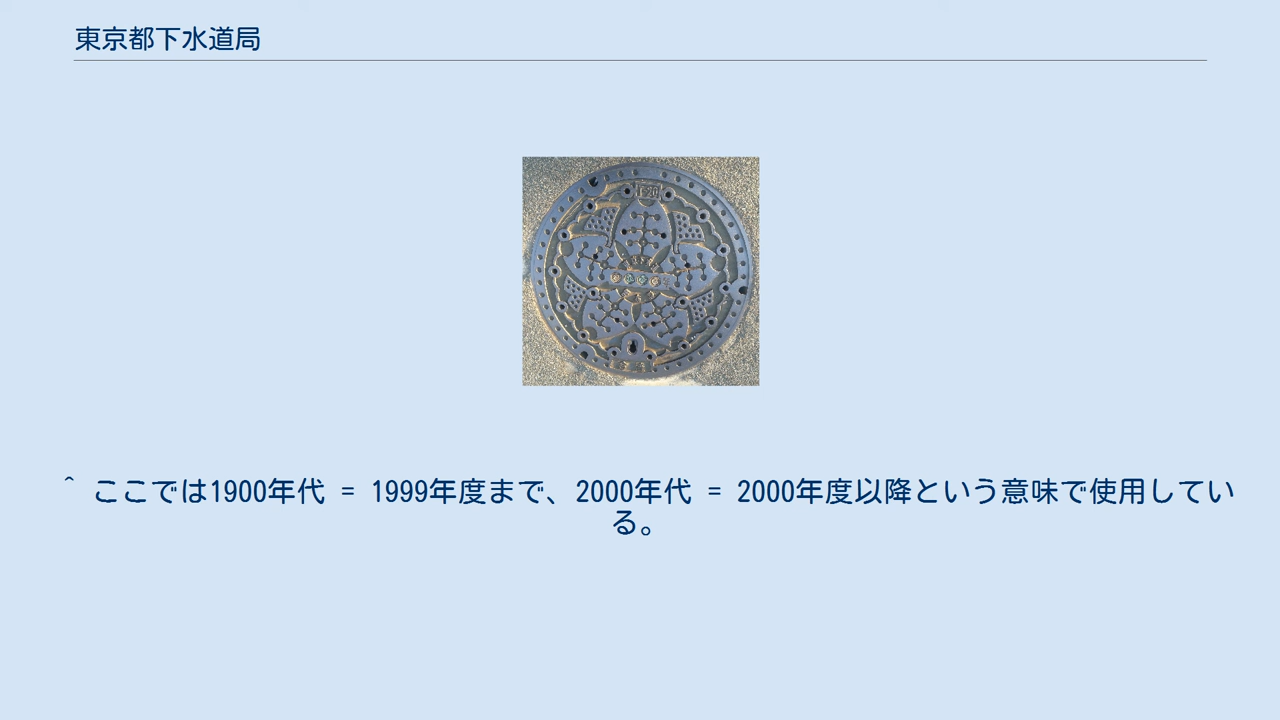 東京都下水道局
^ ここでは1900年代 = 1999年度まで、2000年代 = 2000年度以降という意味で使用してい
る。